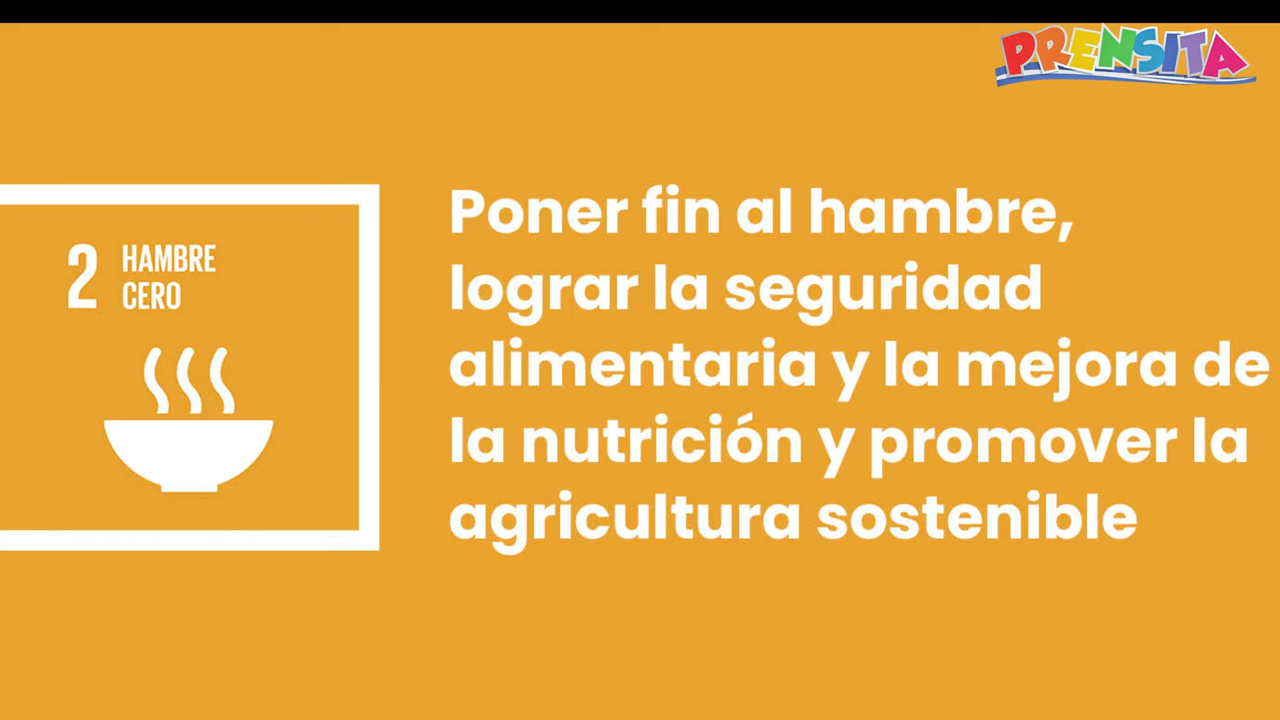 PRENSITA
2 HAMBRE
CERO
Poner fin al hambre,
lograr la seguridad
alimentaria y la mejora de
la nutrición y promover la
agricultura sostenible